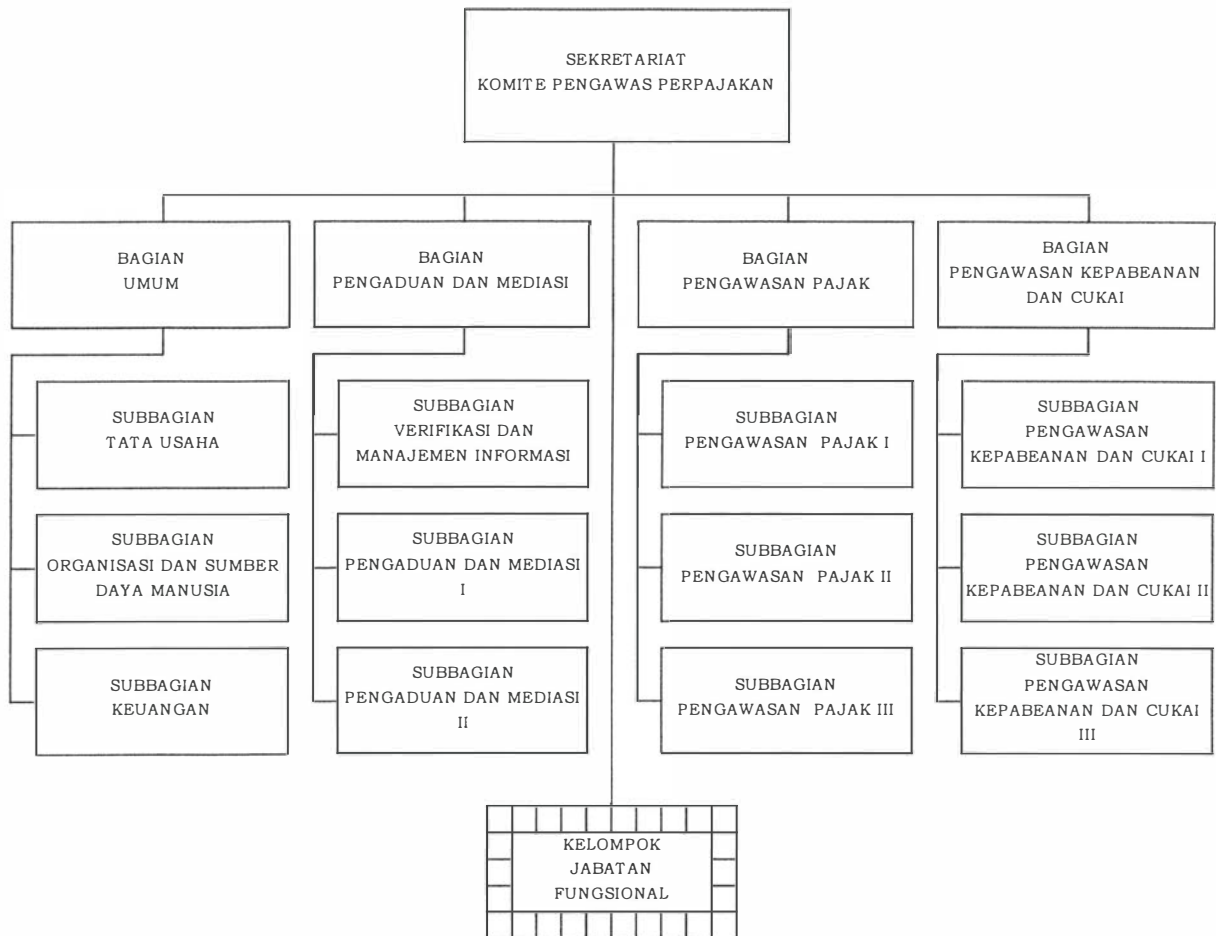 SEKRETARIAT
KOMITE PENGAWAS PERPAJAKAN
BAGIAN
UMUM
BAGIAN
PENGADUAN DAN MEDIASI
BAGIAN
PENGAWASAN PAJAK
BAGIAN
PENGAWASAN KEPABEANAN
DAN CUKAI
SUBBAGIAN
TATA USAHA
SUBBAGIAN
VERIFIKASI DAN
MANAJEMEN INFORMASI
SUBBAGIAN
PENGAWASAN PAJAK I
SUBBAGIAN
PENGAWASAN
KEPABEANAN DAN CUKAI I
SUBBAGIAN
ORGANISASI DAN SUMBER
DAYA MANUSIA
SUBBAGIAN
PENGADUAN DAN MEDIASI
I
SUBBAGIAN
PENGAWASAN PAJAK II
SUBBAGIAN
PENGAWASAN
KEPABEANAN DAN CUKAI II
SUBBAGIAN
KEUANGAN
SUBBAGIAN
PENGADUAN DAN MEDIASI
II
SUBBAGIAN
PENGAWASAN PAJAK III
SUBBAGIAN
PENGAWASAN
KEPABEANAN DAN CUKAI
III
KELOMPOK
JABATAN
FUNGSIONAL